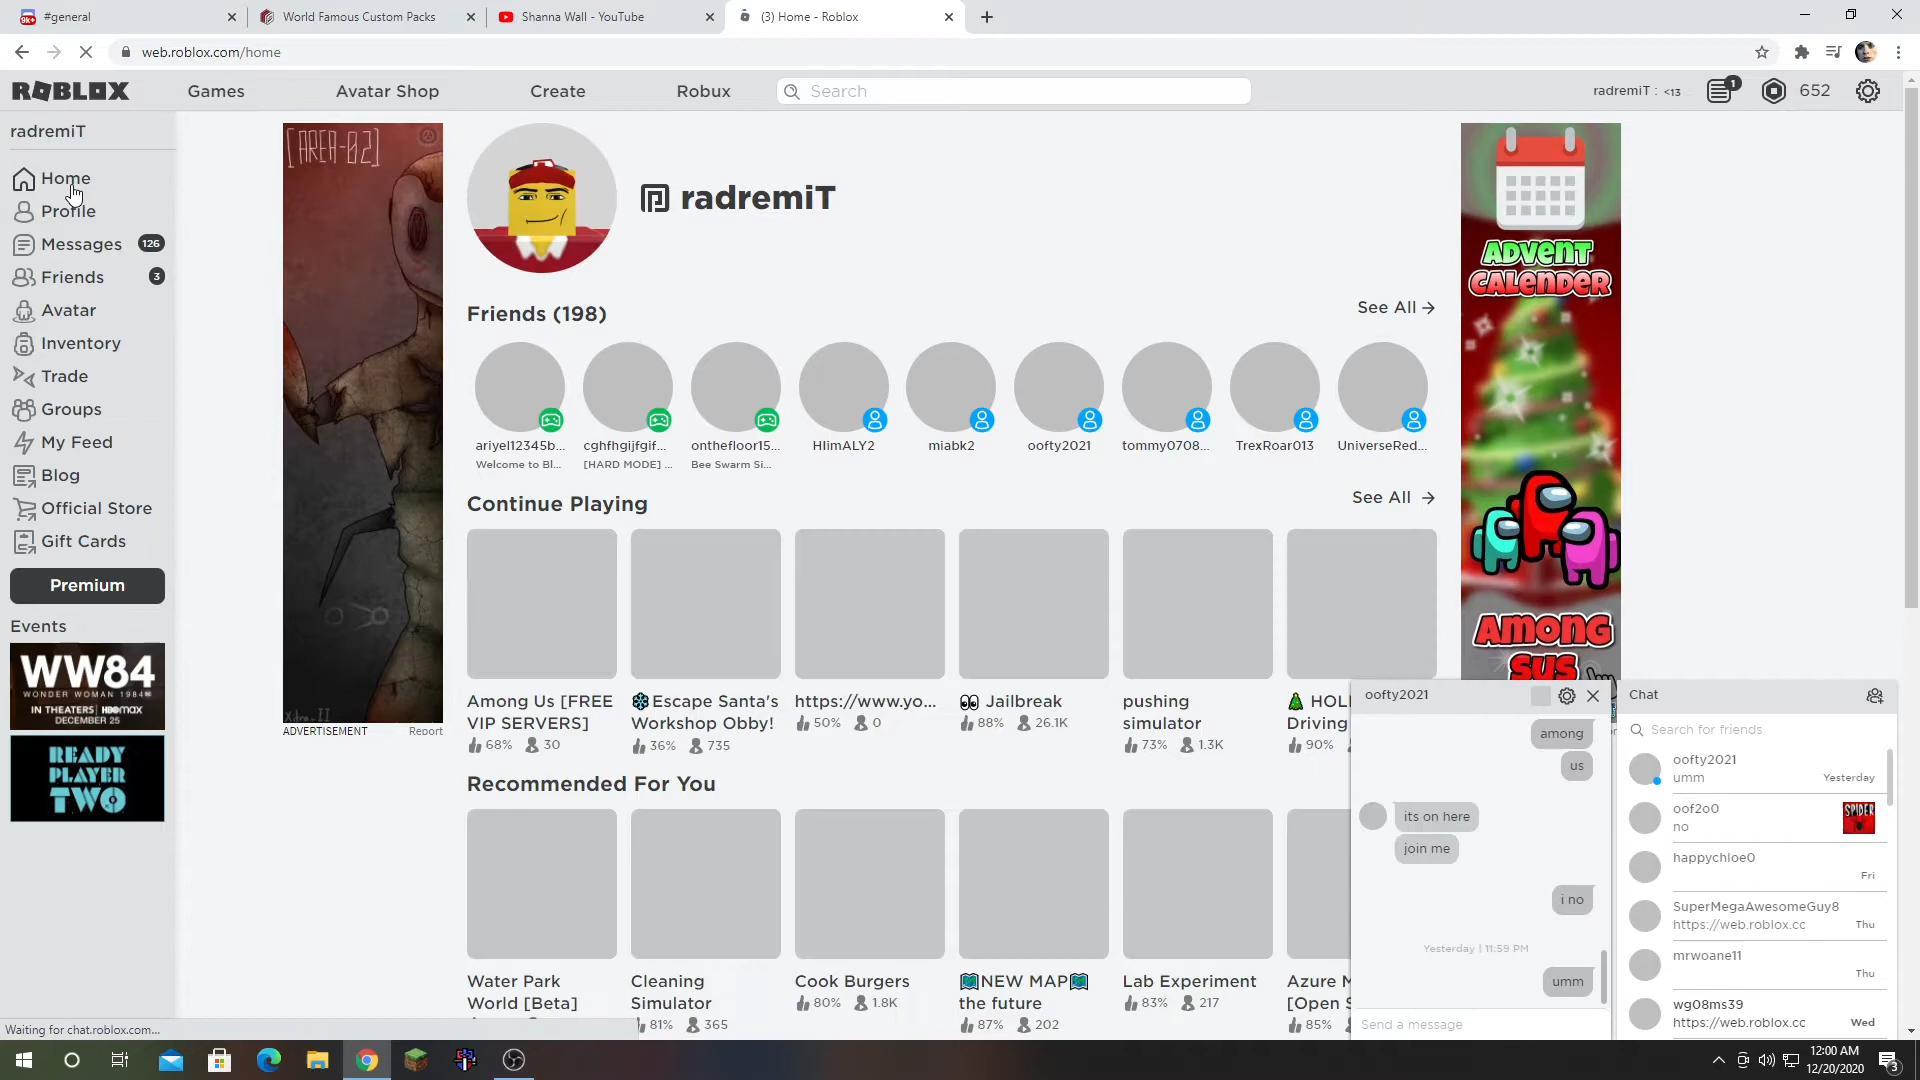 #general
World Famous Custom Packs
Shanna Wall - YouTube
(3) Home - Roblox
web.roblox.com/home
ROBLOX
Games
Avatar Shop
Create
Robux
Search
radremiT : <13
1
652
radremiT
Home
Profile
Messages 126
Friends 3
Avatar
Inventory
Trade
Groups
My Feed
Blog
Official Store
Gift Cards
Premium
Events
WW84
WONDER WOMAN 1984
IN THEATERS HBOmax
DECEMBER 25
READY
PLAYER
TWO
[AREA-02]
ADVERTISEMENT Report
radremiT
Friends (198)
See All
ariyel12345b...
Welcome to Bl...
cghfhgijfgif...
[HARD MODE] ...
onthefloor15...
Bee Swarm Si...
HIimALY2
miabk2
oofty2021
tommy0708...
TrexRoar013
UniverseRed...
Continue Playing
See All
Among Us [FREE
VIP SERVERS]
68% 30
Escape Santa's
Workshop Obby!
36% 735
https://www.yo...
50% 0
Jailbreak
88% 26.1K
pushing
simulator
73% 1.3K
Driving
90%
Recommended For You
Water Park
World [Beta]
Cleaning
Simulator
81% 365
Cook Burgers
80% 1.8K
NEW MAP
the future
87% 202
Lab Experiment
83% 217
85%
ADVENT
CALENDER
AMONG
SUS
oofty2021
among
us
its on here
join me
i no
Yesterday | 11:59 PM
umm
Send a message
Chat
Search for friends
oofty2021
umm Yesterday
oof2o0
no
SPIDER
happychloe0
Fri
SuperMegaAwesomeGuy8
https://web.roblox.cc Thu
mrwoane11
Thu
wg08ms39
https://web.roblox.cc Wed
Waiting for chat.roblox.com...
12:00 AM
12/20/2020
3